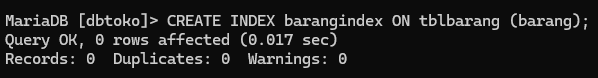 MariaDB [dbtoko]> CREATE INDEX barangindex ON tblbarang (barang);
Query OK, 0 rows affected (0.017 sec)
Records: 0  Duplicates: 0  Warnings: 0